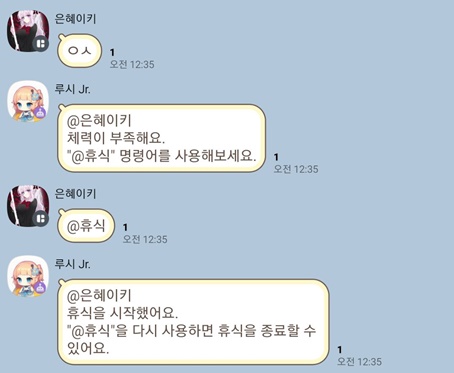 은혜이키
ㅇㅅ
1
오전 12:35
루시 Jr.
@은혜이키
체력이 부족해요.
"@휴식" 명령어를 사용해보세요.
1
오전 12:35
은혜이키
@휴식
1
오전 12:35
루시 Jr.
@은혜이키
휴식을 시작했어요.
"@휴식"을 다시 사용하면 휴식을 종료할 수
있어요.
1
오전 12:35